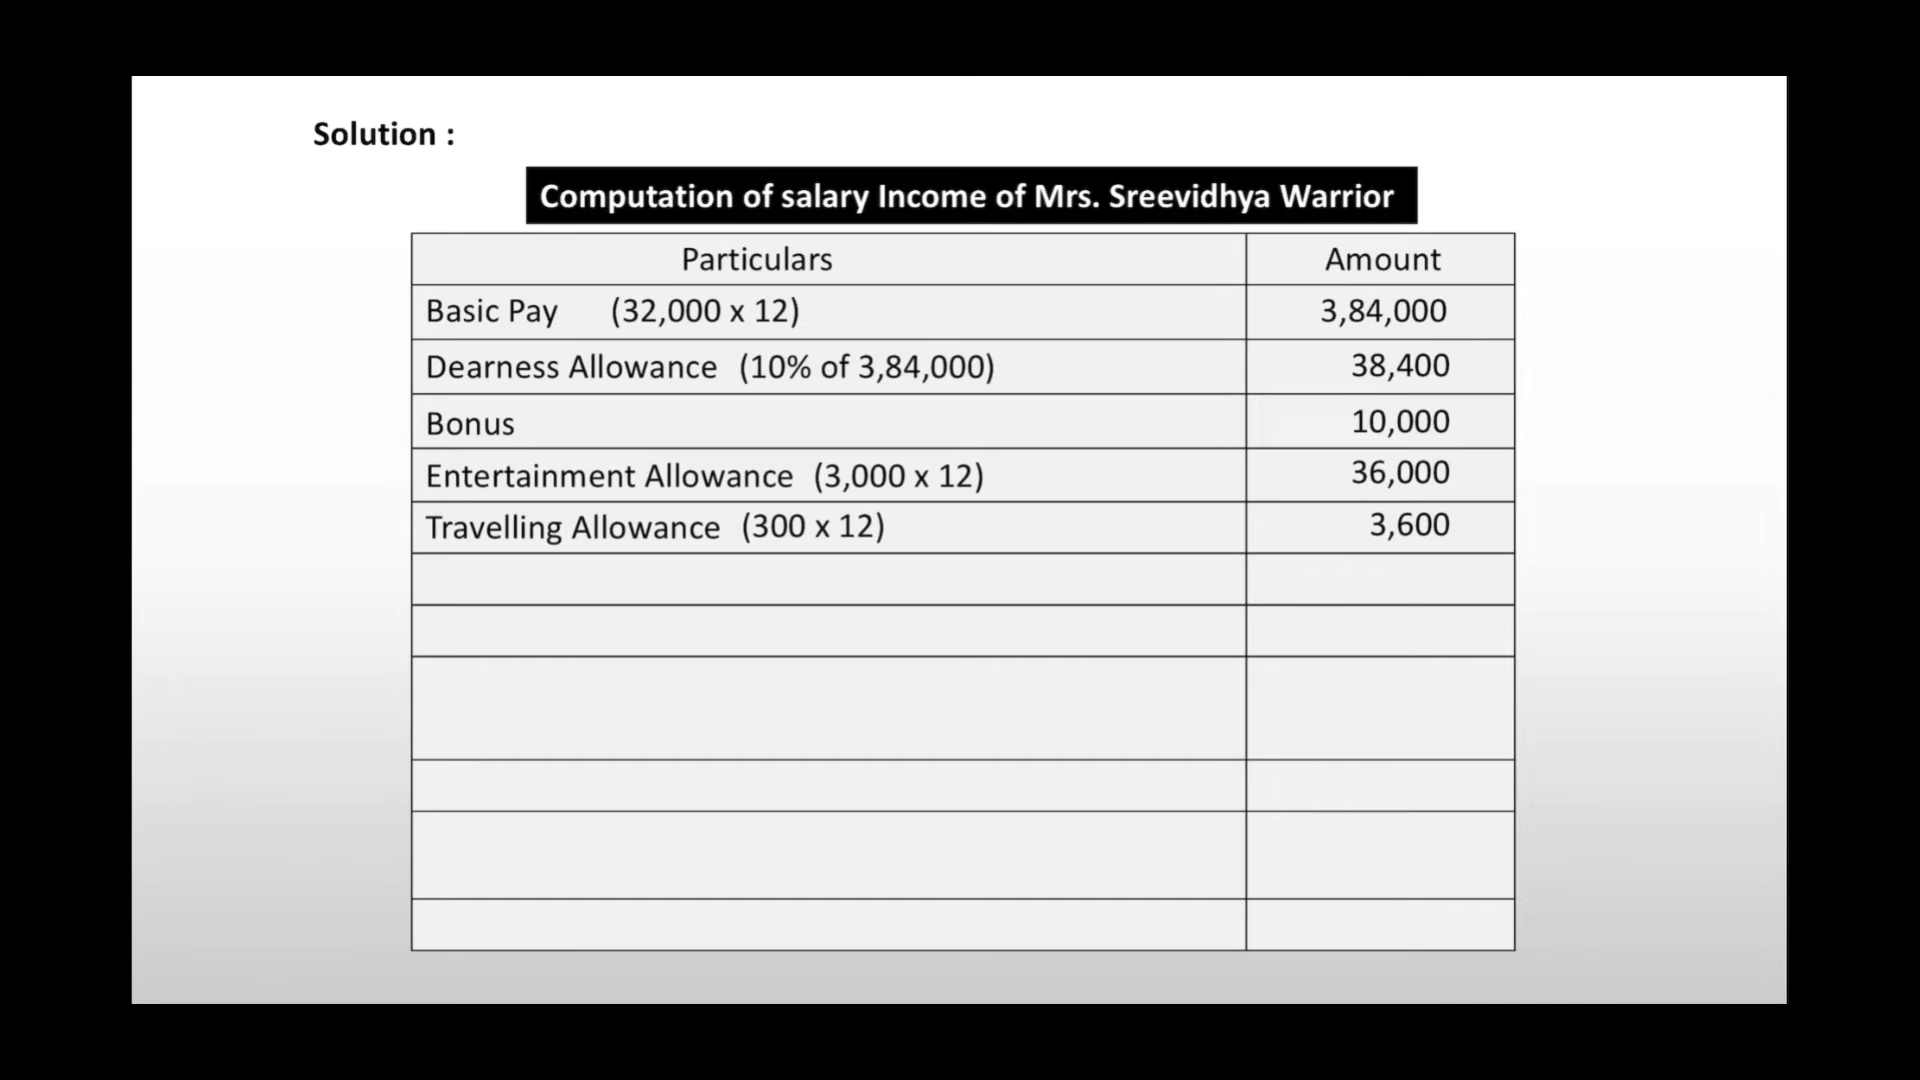 Solution :
Computation of salary Income of Mrs. Sreevidhya Warrior
Particulars Amount
Basic Pay (32,000 x 12) 3,84,000
Dearness Allowance (10% of 3,84,000) 38,400
Bonus 10,000
Entertainment Allowance (3,000 x 12) 36,000
Travelling Allowance (300 x 12) 3,600